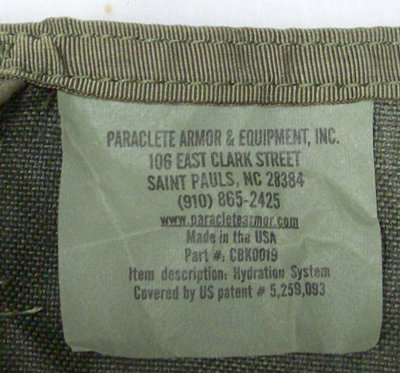 PARACLETE ARMOR & EQUIPMENT, INC.
106 EAST CLARK STREET
SAINT PAULS, NC 28384
(910) 865-2425
www.paracletearmor.com
Made in the USA
Part #: CBK0019
Item description: Hydration System
Covered by US patent # 5,259,093